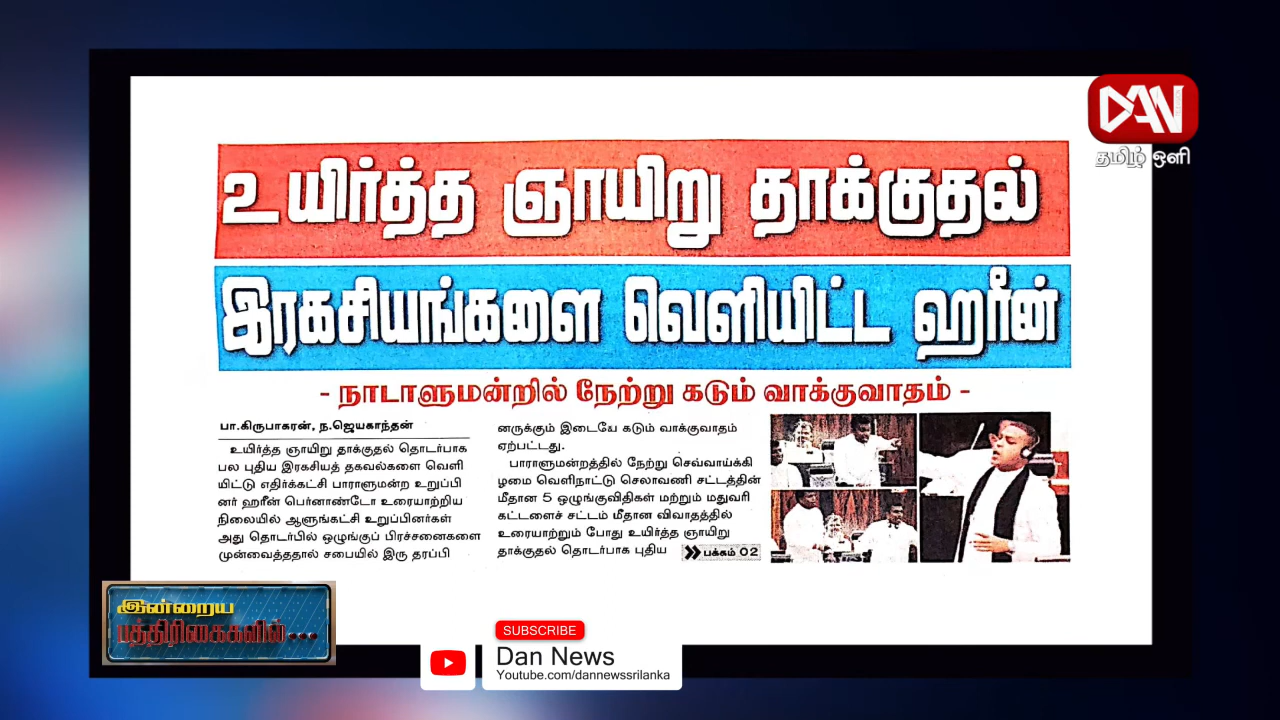 DAN
தமிழ் ஒளி
உயிர்த்த ஞாயிறு தாக்குதல்
இரகசியங்களை வெளியிட்ட ஹரீன்
- நாடாளுமன்றில் நேற்று கடும் வாக்குவாதம் -
பா.கிருபாகரன், ந.ஜெயகாந்தன்
உயிர்த்த ஞாயிறு தாக்குதல் தொடர்பாக
பல புதிய இரகசியத் தகவல்களை வெளி
யிட்டு எதிர்க்கட்சி பாராளுமன்ற உறுப்பி
னர் ஹரீன் பெர்னாண்டோ உரையாற்றிய
நிலையில் ஆளுங்கட்சி உறுப்பினர்கள்
அது தொடர்பில் ஒழுங்குப் பிரச்சனைகளை
முன்வைத்ததால் சபையில் இரு தரப்பி
னருக்கும் இடையே கடும் வாக்குவாதம்
ஏற்பட்டது.
பாராளுமன்றத்தில் நேற்று செவ்வாய்க்கி
ழமை வெளிநாட்டு செலாவணி சட்டத்தின்
மீதான 5 ஒழுங்குவிதிகள் மற்றும் மதுவரி
கட்டளைச் சட்டம் மீதான விவாதத்தில்
உரையாற்றும் போது உயிர்த்த ஞாயிறு
தாக்குதல் தொடர்பாக புதிய
பக்கம் 02
இன்றைய
பத்திரிகைகளில்...
SUBSCRIBE
Dan News
Youtube.com/dannewssrilanka